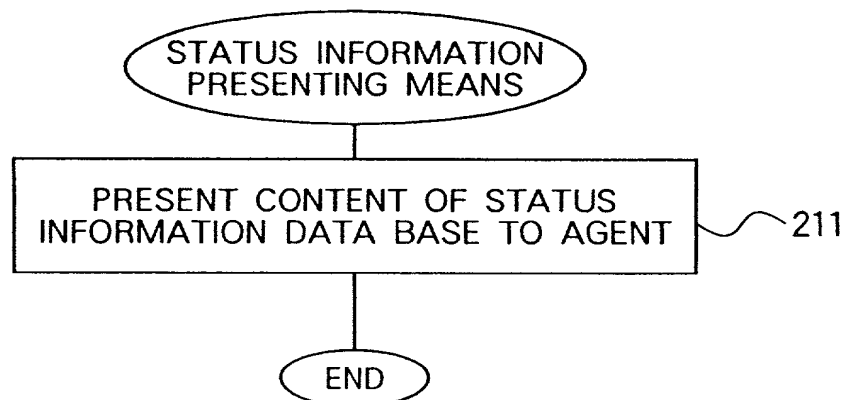 STATUS INFORMATION
PRESENTING MEANS
PRESENT CONTENT OF STATUS
INFORMATION DATA BASE TO AGENT
211
END